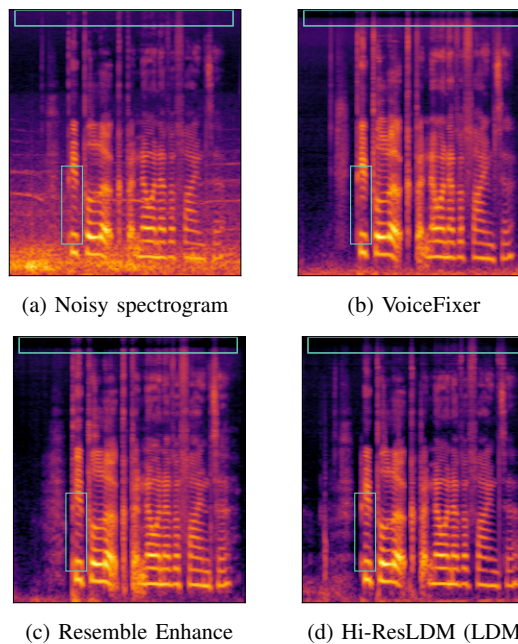 (a) Noisy spectrogram
(b) VoiceFixer
(c) Resemble Enhance
(d) Hi-ResLDM (LDM